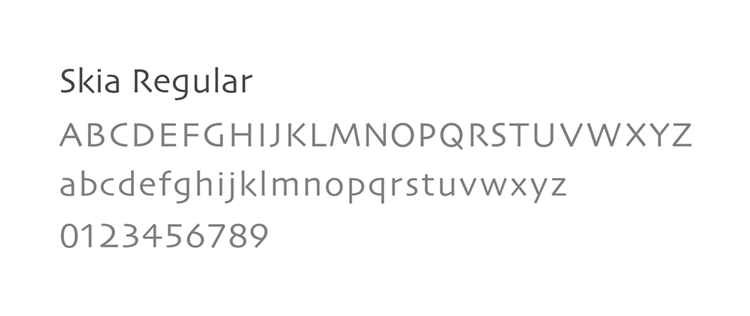 Skia Regular
ABCDEFGHIJKLMNOPQRSTUVWXYZ
abcdefghijklmnopqrstuvwxyz
0123456789